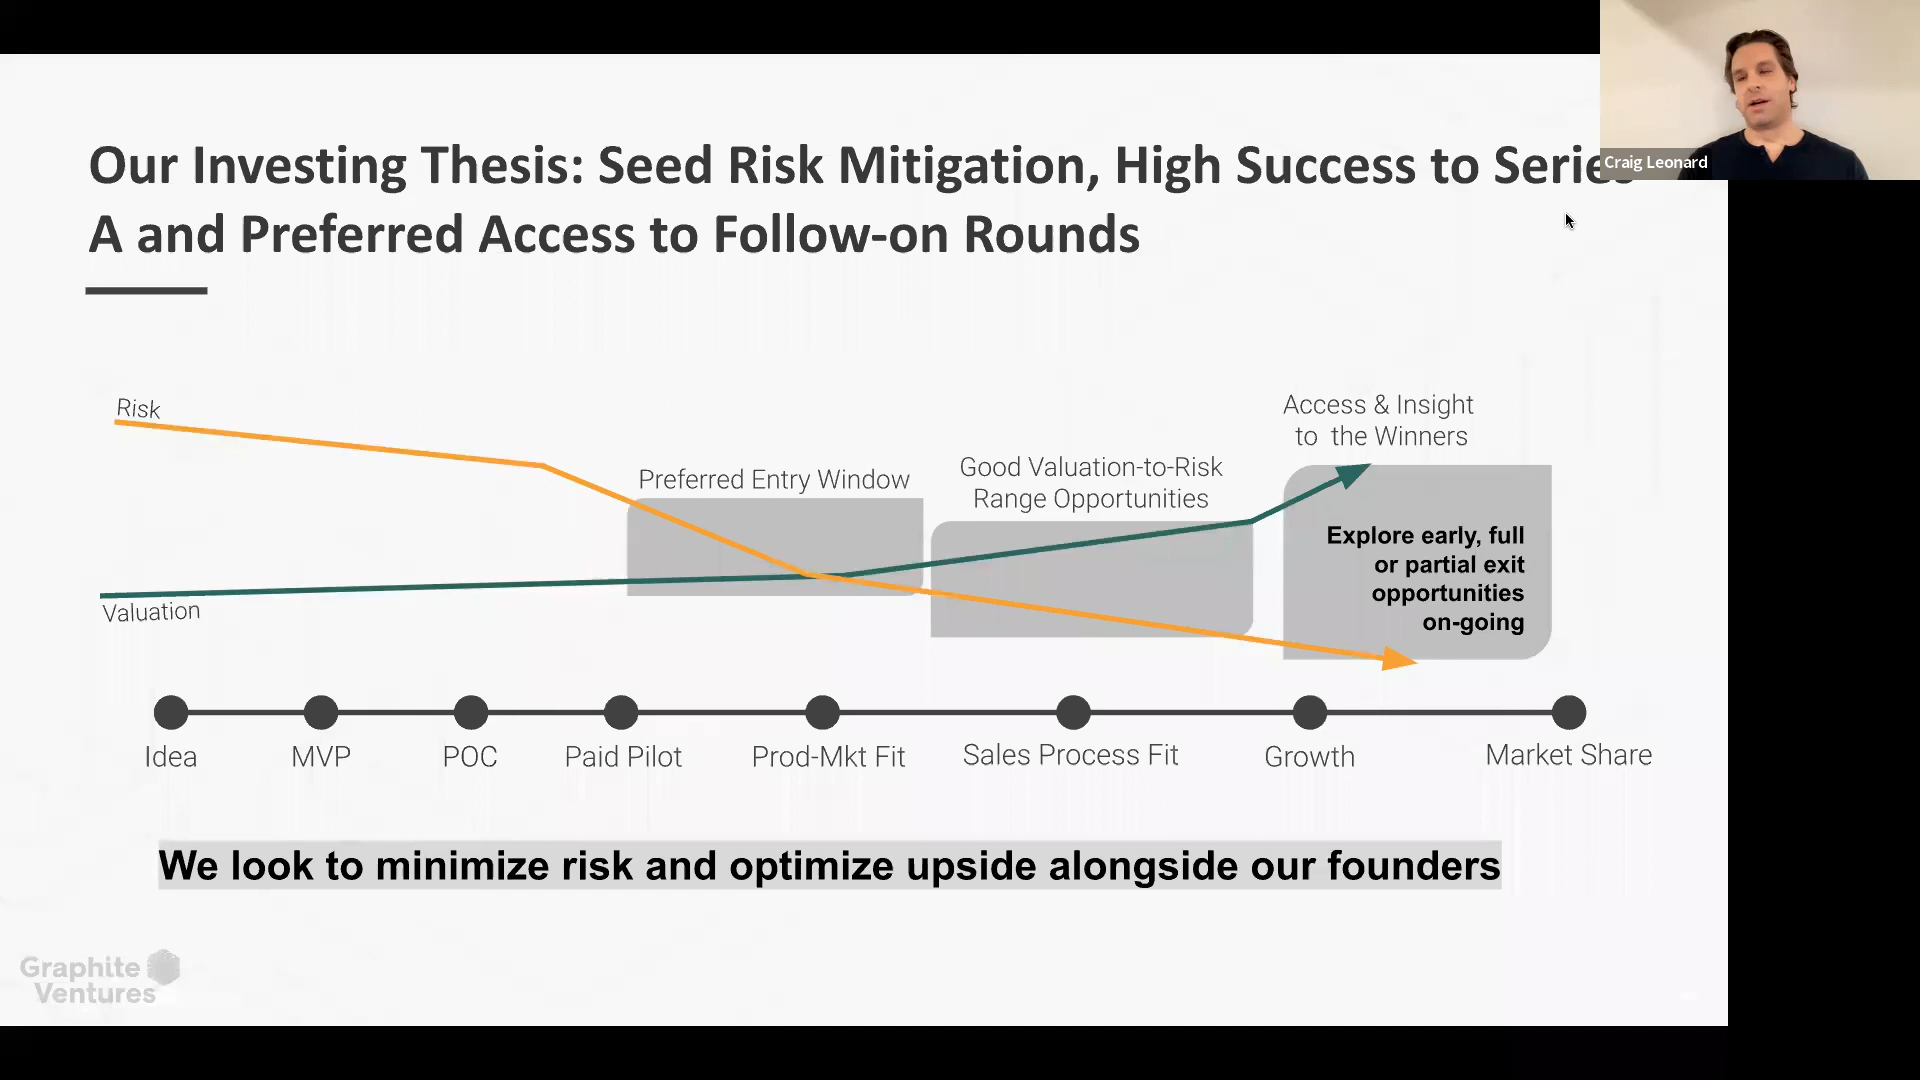 Craig Leonard
Our Investing Thesis: Seed Risk Mitigation, High Success to Series
A and Preferred Access to Follow-on Rounds
Risk
Valuation
Preferred Entry Window
Good Valuation-to-Risk
Range Opportunities
Access & Insight
to the Winners
Explore early, full
or partial exit
opportunities
on-going
Idea
MVP
POC
Paid Pilot
Prod-Mkt Fit
Sales Process Fit
Growth
Market Share
We look to minimize risk and optimize upside alongside our founders
Graphite
Ventures